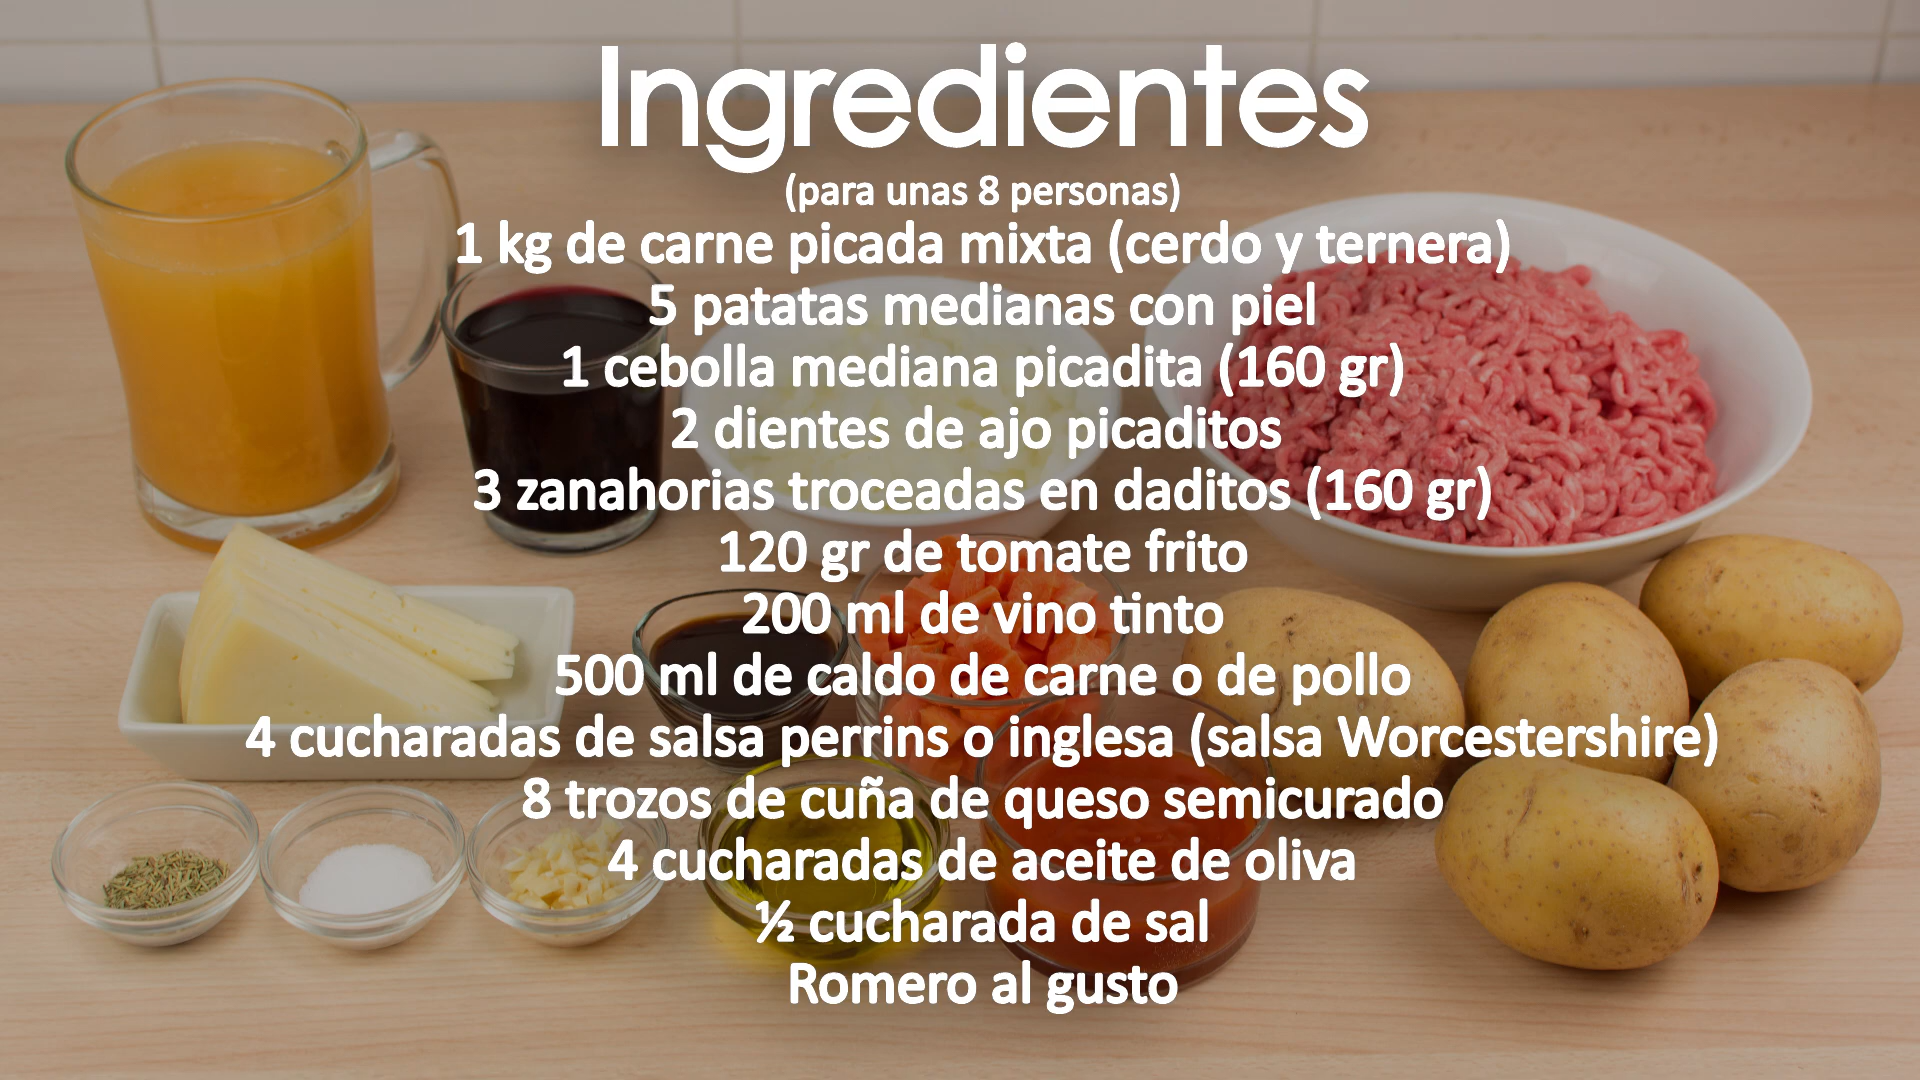 Ingredientes
(para unas 8 personas)
1 kg de carne picada mixta (cerdo y ternera)
5 patatas medianas con piel
1 cebolla mediana picadita (160 gr)
2 dientes de ajo picaditos
3 zanahorias troceadas en daditos (160 gr)
120 gr de tomate frito
200 ml de vino tinto
500 ml de caldo de carne o de pollo
4 cucharadas de salsa perrins o inglesa (salsa Worcestershire)
8 trozos de cuña de queso semicurado
4 cucharadas de aceite de oliva
½ cucharada de sal
Romero al gusto